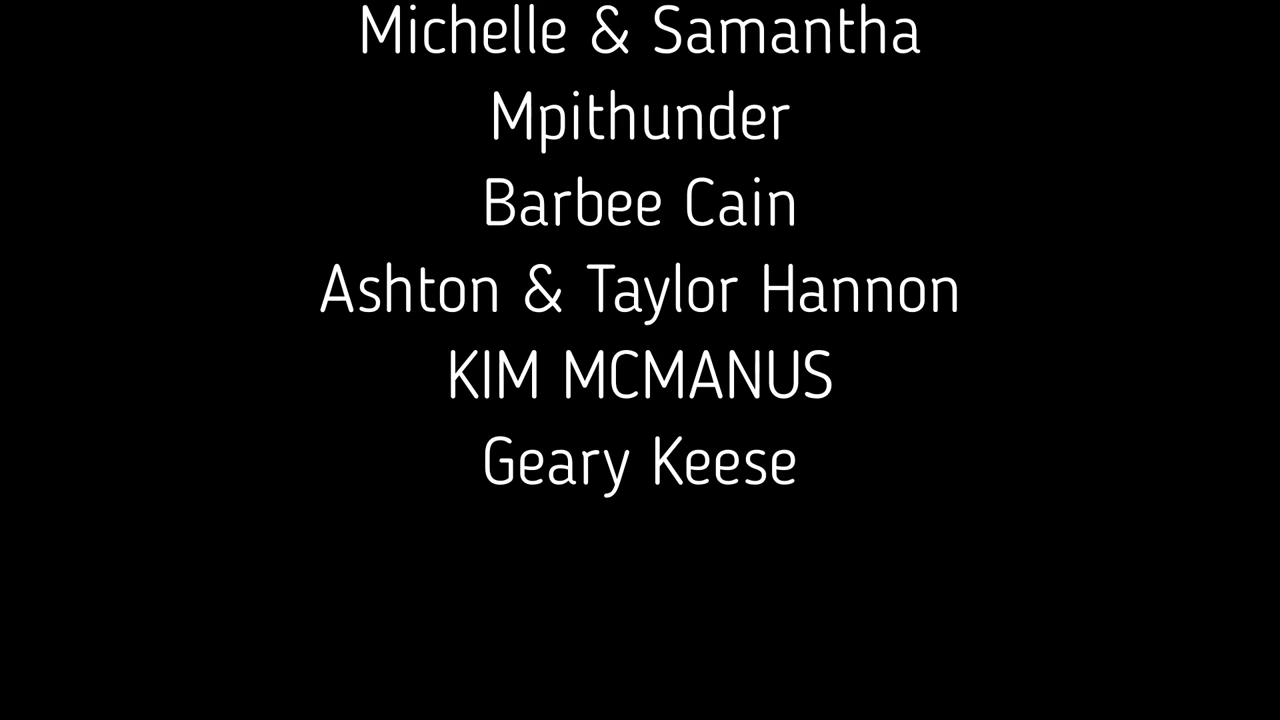 Michelle & Samantha
Mpithunder
Barbee Cain
Ashton & Taylor Hannon
KIM MCMANUS
Geary Keese